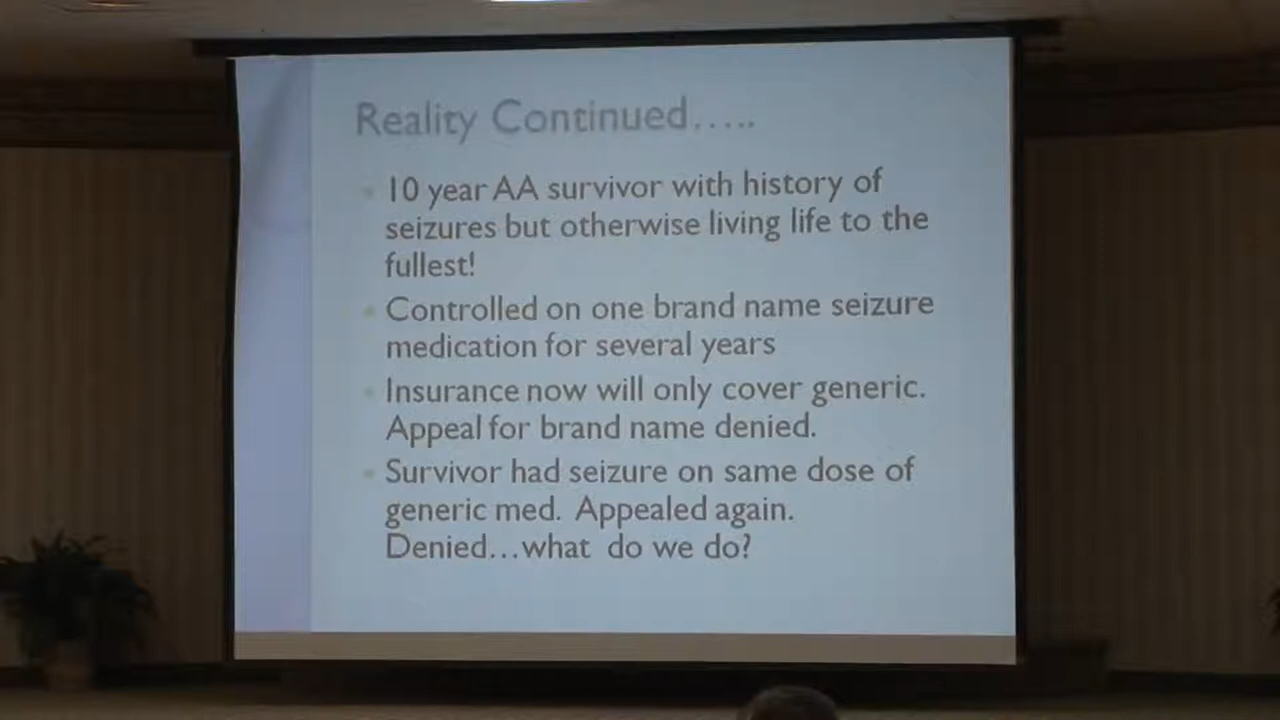 Reality Continued.....
10 year AA survivor with history of
seizures but otherwise living life to the
fullest!
Controlled on one brand name seizure
medication for several years
Insurance now will only cover generic.
Appeal for brand name denied.
Survivor had seizure on same dose of
generic med. Appealed again.
Denied...what do we do?